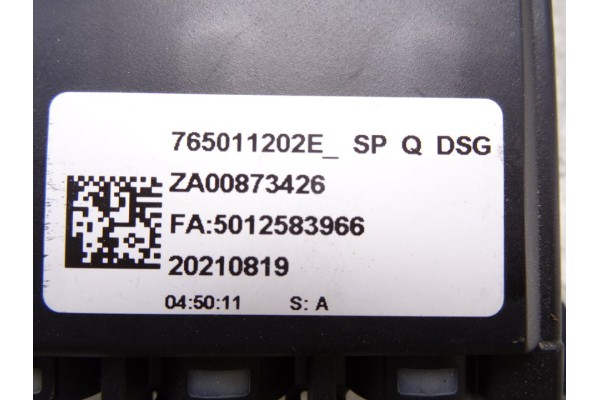 765011202E_ SP Q DSG
ZA00873426
FA:5012583966
20210819
04:50:11 S: A